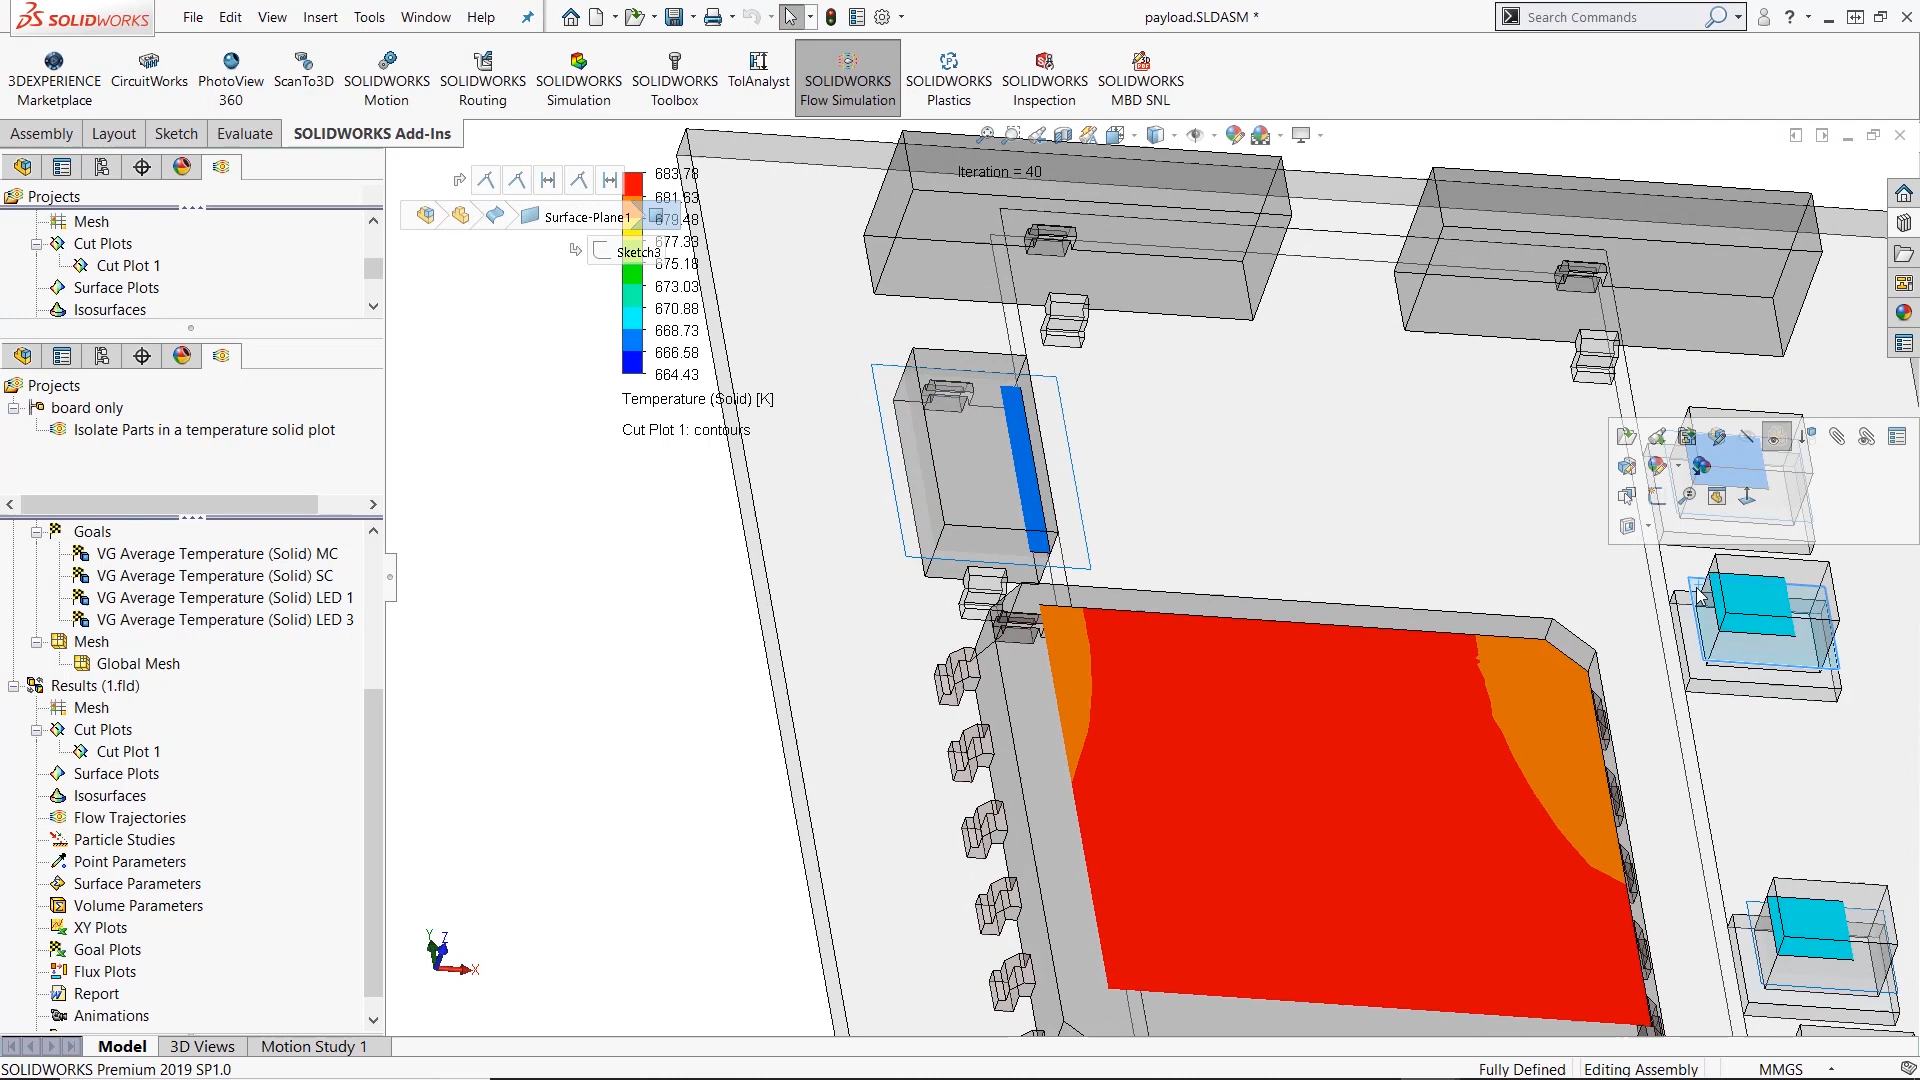 SOLIDWORKS
File Edit View Insert Tools Window Help
payload.SLDASM *
Search Commands
3DEXPERIENCE Marketplace
CircuitWorks
PhotoView 360
ScanTo3D
SOLIDWORKS Motion
SOLIDWORKS Routing
SOLIDWORKS Simulation
SOLIDWORKS Toolbox
TolAnalyst
SOLIDWORKS Flow Simulation
SOLIDWORKS Plastics
SOLIDWORKS Inspection
SOLIDWORKS MBD SNL
Assembly Layout Sketch Evaluate SOLIDWORKS Add-Ins
Projects
Mesh
Cut Plots
Cut Plot 1
Surface Plots
Isosurfaces
Projects
board only
Isolate Parts in a temperature solid plot
Goals
VG Average Temperature (Solid) MC
VG Average Temperature (Solid) SC
VG Average Temperature (Solid) LED 1
VG Average Temperature (Solid) LED 3
Mesh
Global Mesh
Results (1.fld)
Mesh
Cut Plots
Cut Plot 1
Surface Plots
Isosurfaces
Flow Trajectories
Particle Studies
Point Parameters
Surface Parameters
Volume Parameters
XY Plots
Goal Plots
Flux Plots
Report
Animations
Iteration = 40
683.78
681.63
679.48
677.33
675.18
673.03
670.88
668.73
666.58
664.43
Surface-Plane1
Sketch3
Temperature (Solid) [K]
Cut Plot 1: contours
Y Z
X
Model 3D Views Motion Study 1
SOLIDWORKS Premium 2019 SP1.0
Fully Defined Editing Assembly MMGS